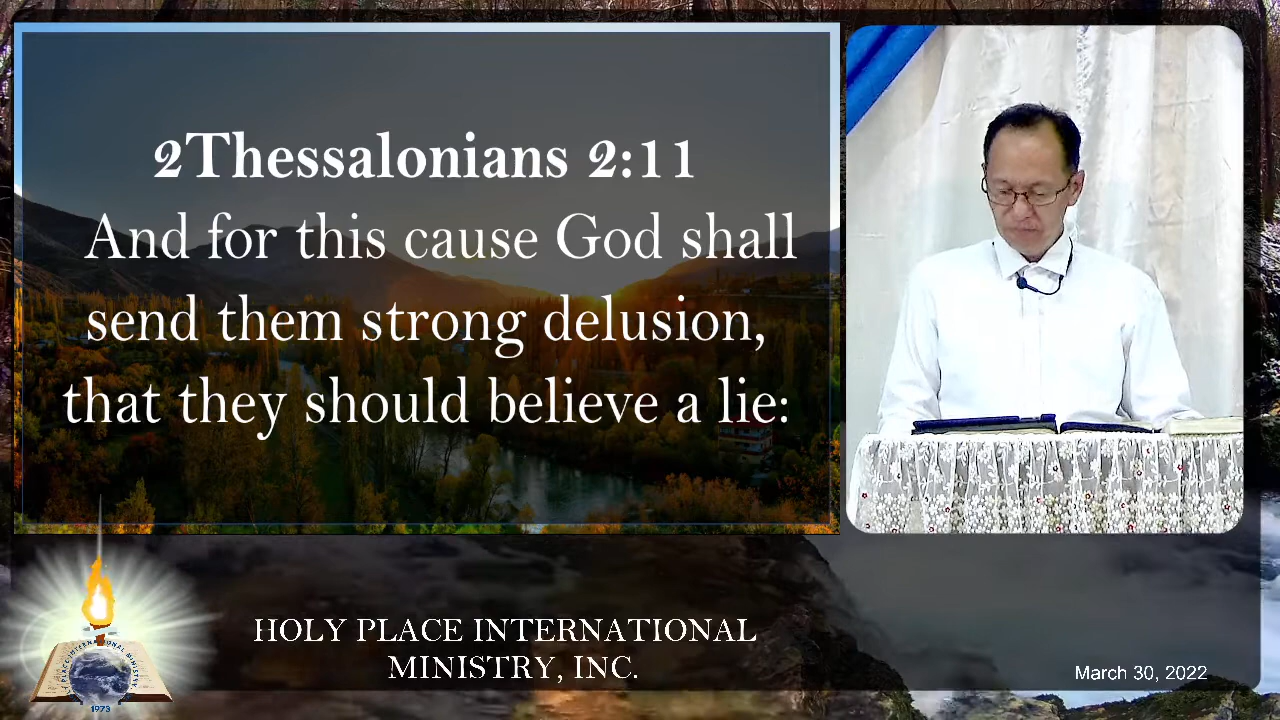 2Thessalonians 2:11
And for this cause God shall
send them strong delusion,
that they should believe a lie:
HOLY PLACE INTERNATIONAL
MINISTRY, INC.
March 30, 2022
1973